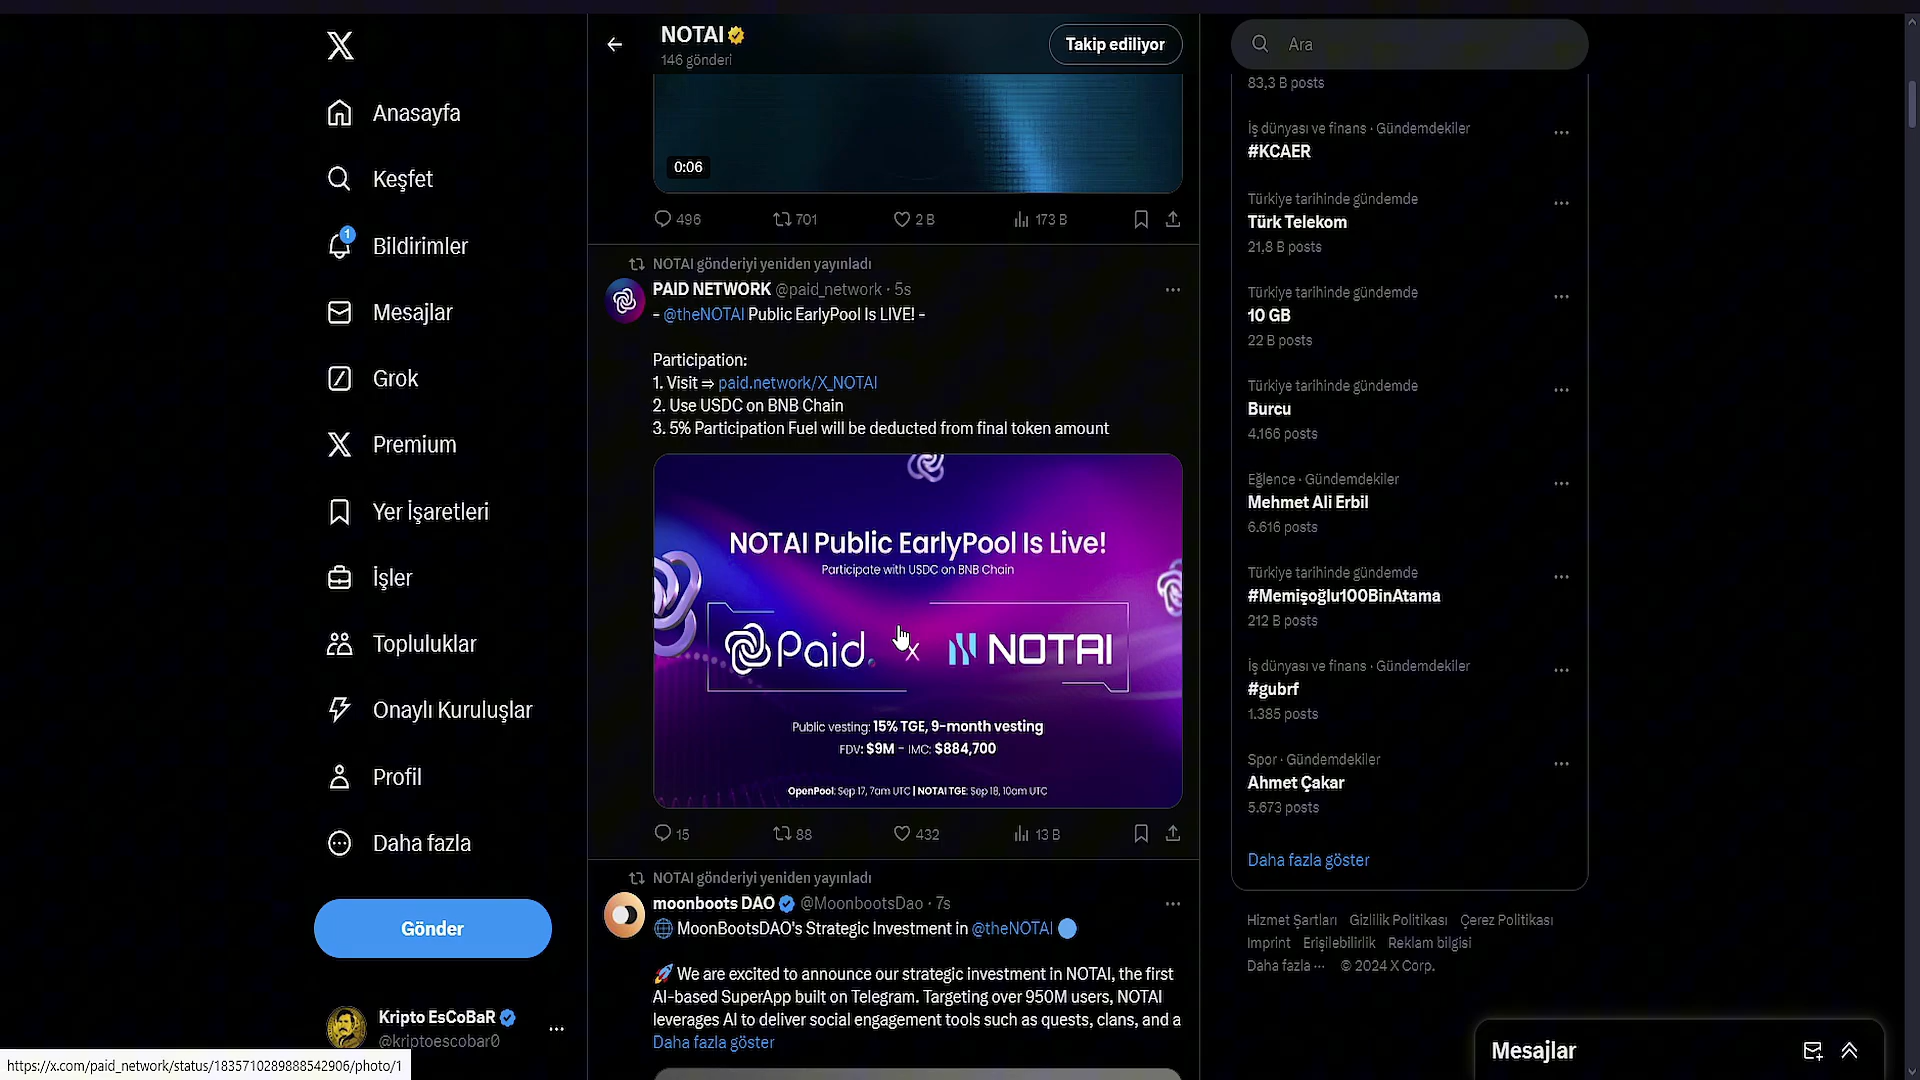 Anasayfa
Keşfet
1
Bildirimler
Mesajlar
Grok
Premium
Yer İşaretleri
İşler
Topluluklar
Onaylı Kuruluşlar
Profil
Daha fazla
Gönder
Kripto EsCoBaR
@kriptoescobar0
https://x.com/paid_network/status/1835710289888542906/photo/1
NOTAI
146 gönderi
Takip ediliyor
0:06
496 701 2 B 173 B
NOTAI gönderiyi yeniden yayınladı
PAID NETWORK @paid_network · 5s
- @theNOTAI Public EarlyPool Is LIVE! -
Participation:
1. Visit ⇒ paid.network/X_NOTAI
2. Use USDC on BNB Chain
3. 5% Participation Fuel will be deducted from final token amount
NOTAI Public EarlyPool Is Live!
Participate with USDC on BNB Chain
Paid. X NOTAI
Public vesting: 15% TGE, 9-month vesting
FDV: $9M - IMC: $884,700
OpenPool: Sep 17, 7am UTC | NOTAI TGE: Sep 18, 10am UTC
15 88 432 13 B
NOTAI gönderiyi yeniden yayınladı
moonboots DAO @MoonbootsDao · 7s
MoonBootsDAO's Strategic Investment in @theNOTAI
We are excited to announce our strategic investment in NOTAI, the first
AI-based SuperApp built on Telegram. Targeting over 950M users, NOTAI
leverages AI to deliver social engagement tools such as quests, clans, and a
Daha fazla göster
Ara
83,3 B posts
İş dünyası ve finans · Gündemdekiler
#KCAER
Türkiye tarihinde gündemde
Türk Telekom
21,8 B posts
Türkiye tarihinde gündemde
10 GB
22 B posts
Türkiye tarihinde gündemde
Burcu
4.166 posts
Eğlence · Gündemdekiler
Mehmet Ali Erbil
6.616 posts
Türkiye tarihinde gündemde
#Memişoğlu100BinAtama
212 B posts
İş dünyası ve finans · Gündemdekiler
#gubrf
1.385 posts
Spor · Gündemdekiler
Ahmet Çakar
5.673 posts
Daha fazla göster
Hizmet Şartları Gizlilik Politikası Çerez Politikası
Imprint Erişilebilirlik Reklam bilgisi
Daha fazla ··· © 2024 X Corp.
Mesajlar